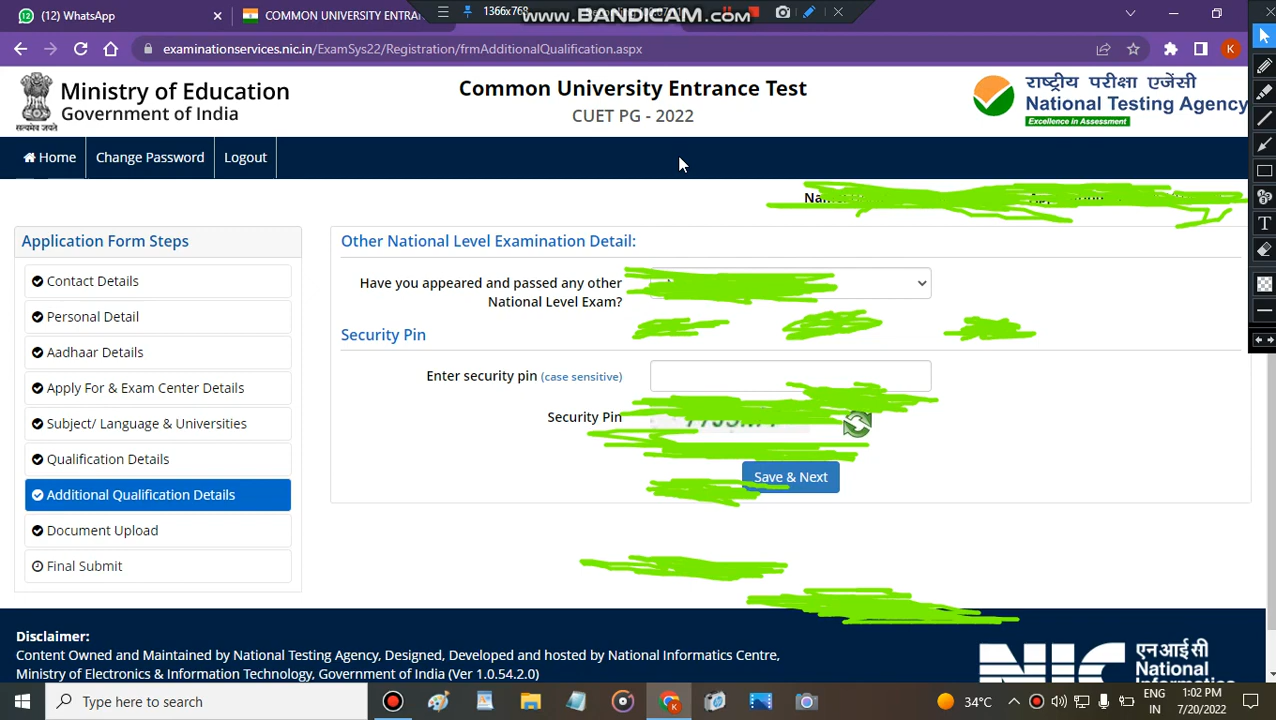 (12) WhatsApp
COMMON UNIVERSITY ENTRA
1366x768
www.BANDICAM.com
examinationservices.nic.in/ExamSys22/Registration/frmAdditionalQualification.aspx
K
सत्यमेव जयते
Ministry of Education
Government of India
Common University Entrance Test
CUET PG - 2022
राष्ट्रीय परीक्षा एजेंसी
National Testing Agency
Excellence in Assessment
Home
Change Password
Logout
Application Form Steps
Contact Details
Personal Detail
Aadhaar Details
Apply For & Exam Center Details
Subject/ Language & Universities
Qualification Details
Additional Qualification Details
Document Upload
Final Submit
Other National Level Examination Detail:
Have you appeared and passed any other
National Level Exam?
Security Pin
Enter security pin (case sensitive)
Security Pin
Save & Next
Disclaimer:
Content Owned and Maintained by National Testing Agency, Designed, Developed and hosted by National Informatics Centre,
Ministry of Electronics & Information Technology, Government of India (Ver 1.0.54.2.0)
NIC
एनआईसी
National
Type here to search
34°C
ENG
IN
1:02 PM
7/20/2022